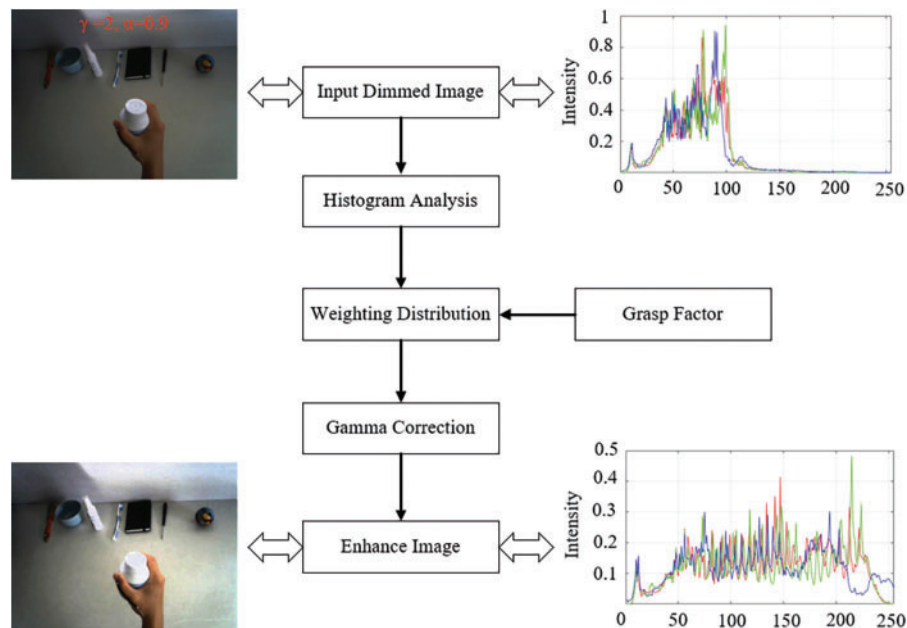 γ =2, α=0.9
Input Dimmed Image
Histogram Analysis
Weighting Distribution
Grasp Factor
Gamma Correction
Enhance Image
Intensity
1
0.8
0.6
0.4
0.2
0 50 100 150 200 250
Intensity
0.5
0.4
0.3
0.2
0.1
0 50 100 150 200 250